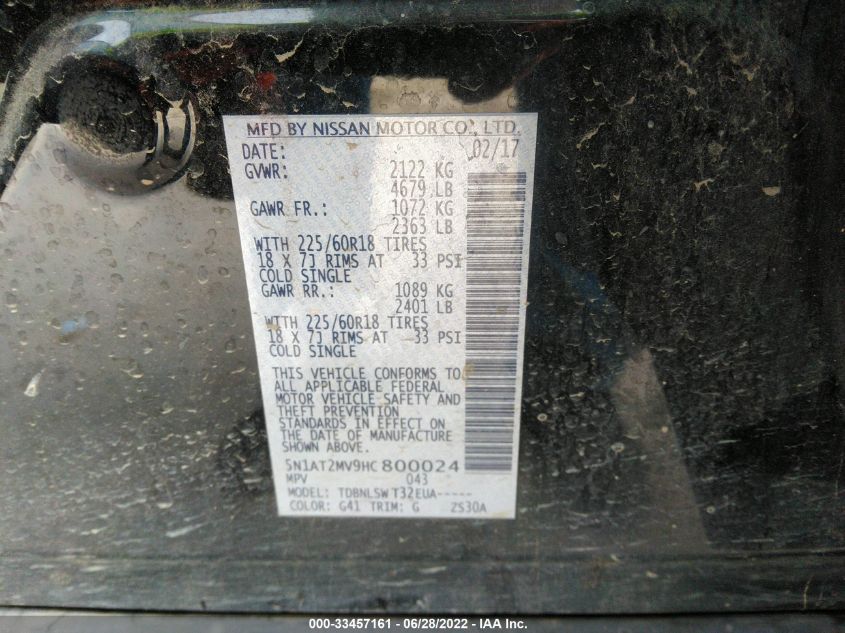 MFD BY NISSAN MOTOR CO., LTD.
DATE: 02/17
GVWR: 2122 KG
4679 LB
GAWR FR.: 1072 KG
2363 LB
WITH 225/60R18 TIRES
18 X 7J RIMS AT 33 PSI
COLD SINGLE
GAWR RR.: 1089 KG
2401 LB
WITH 225/60R18 TIRES
18 X 7J RIMS AT 33 PSI
COLD SINGLE
THIS VEHICLE CONFORMS TO
ALL APPLICABLE FEDERAL
MOTOR VEHICLE SAFETY AND
THEFT PREVENTION
STANDARDS IN EFFECT ON
THE DATE OF MANUFACTURE
SHOWN ABOVE.
5N1AT2MV9HC800024
MPV 043
MODEL: TDBNLSW T32EUA-----
COLOR: G41 TRIM: G ZS30A
000-33457161 - 06/28/2022 - IAA Inc.